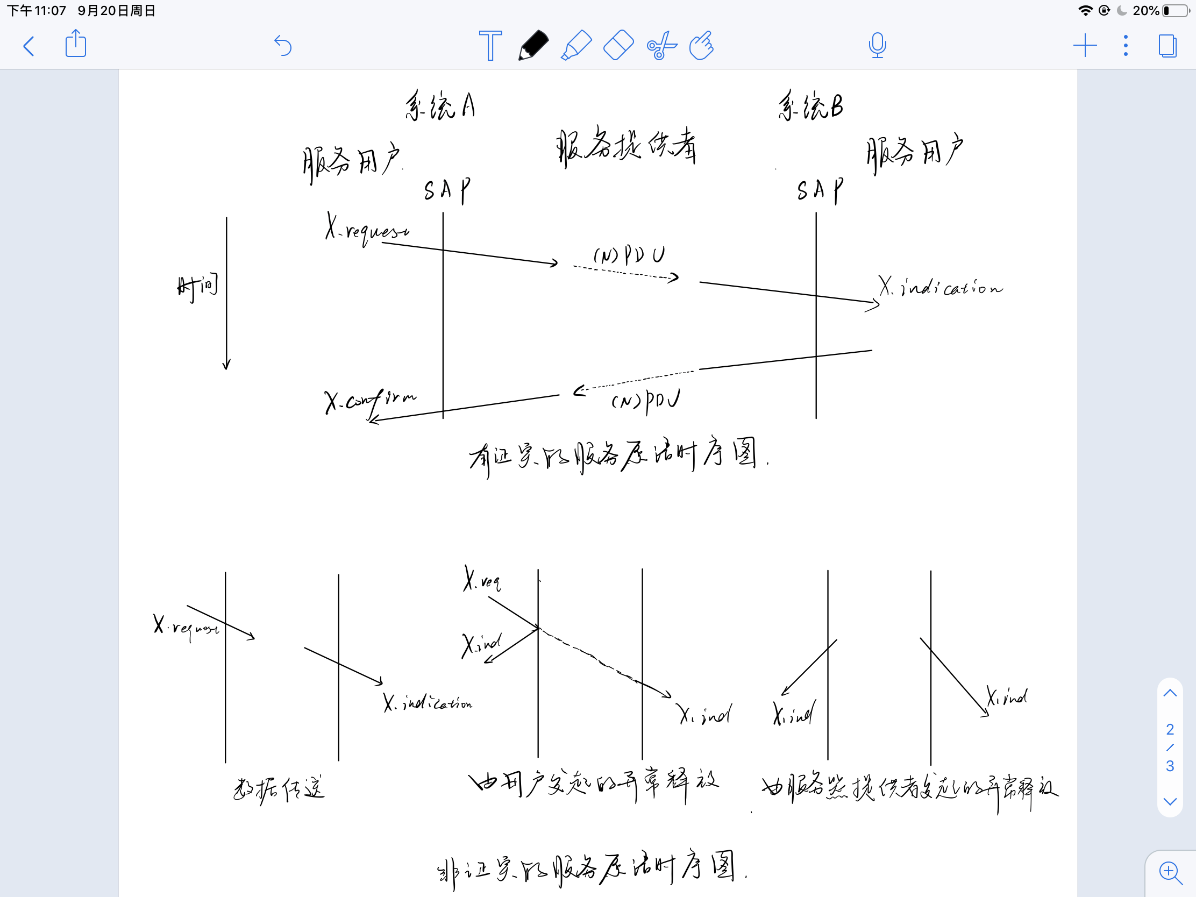 下午11:07 9月20日周日
20%
系统A
系统B
服务用户
服务提供者
服务用户
SAP
SAP
X.request
(N)PDU
时间
X.indication
X.confirm
(N)PDU
有证实的服务原语时序图.
X.req
X.request
X.ind
X.indication
X.ind
X.ind
X.ind
数据传送
由用户发起的异常释放
由服务器提供者发起的异常释放
非证实的服务原语时序图.
2
3